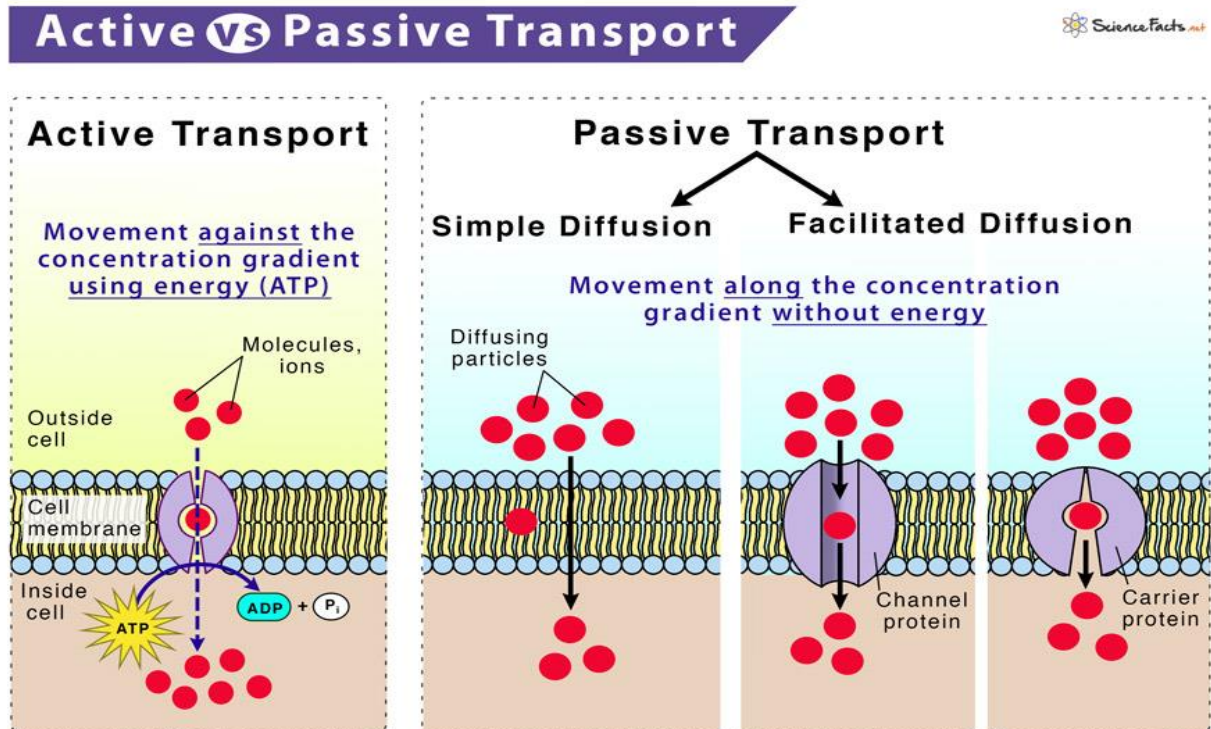 Active vs Passive Transport
ScienceFacts.net
Active Transport
Movement against the
concentration gradient
using energy (ATP)
Molecules,
ions
Outside
cell
Cell
membrane
Inside
cell
ATP
ADP + Pi
Passive Transport
Simple Diffusion
Facilitated Diffusion
Movement along the concentration
gradient without energy
Diffusing
particles
Channel
protein
Carrier
protein